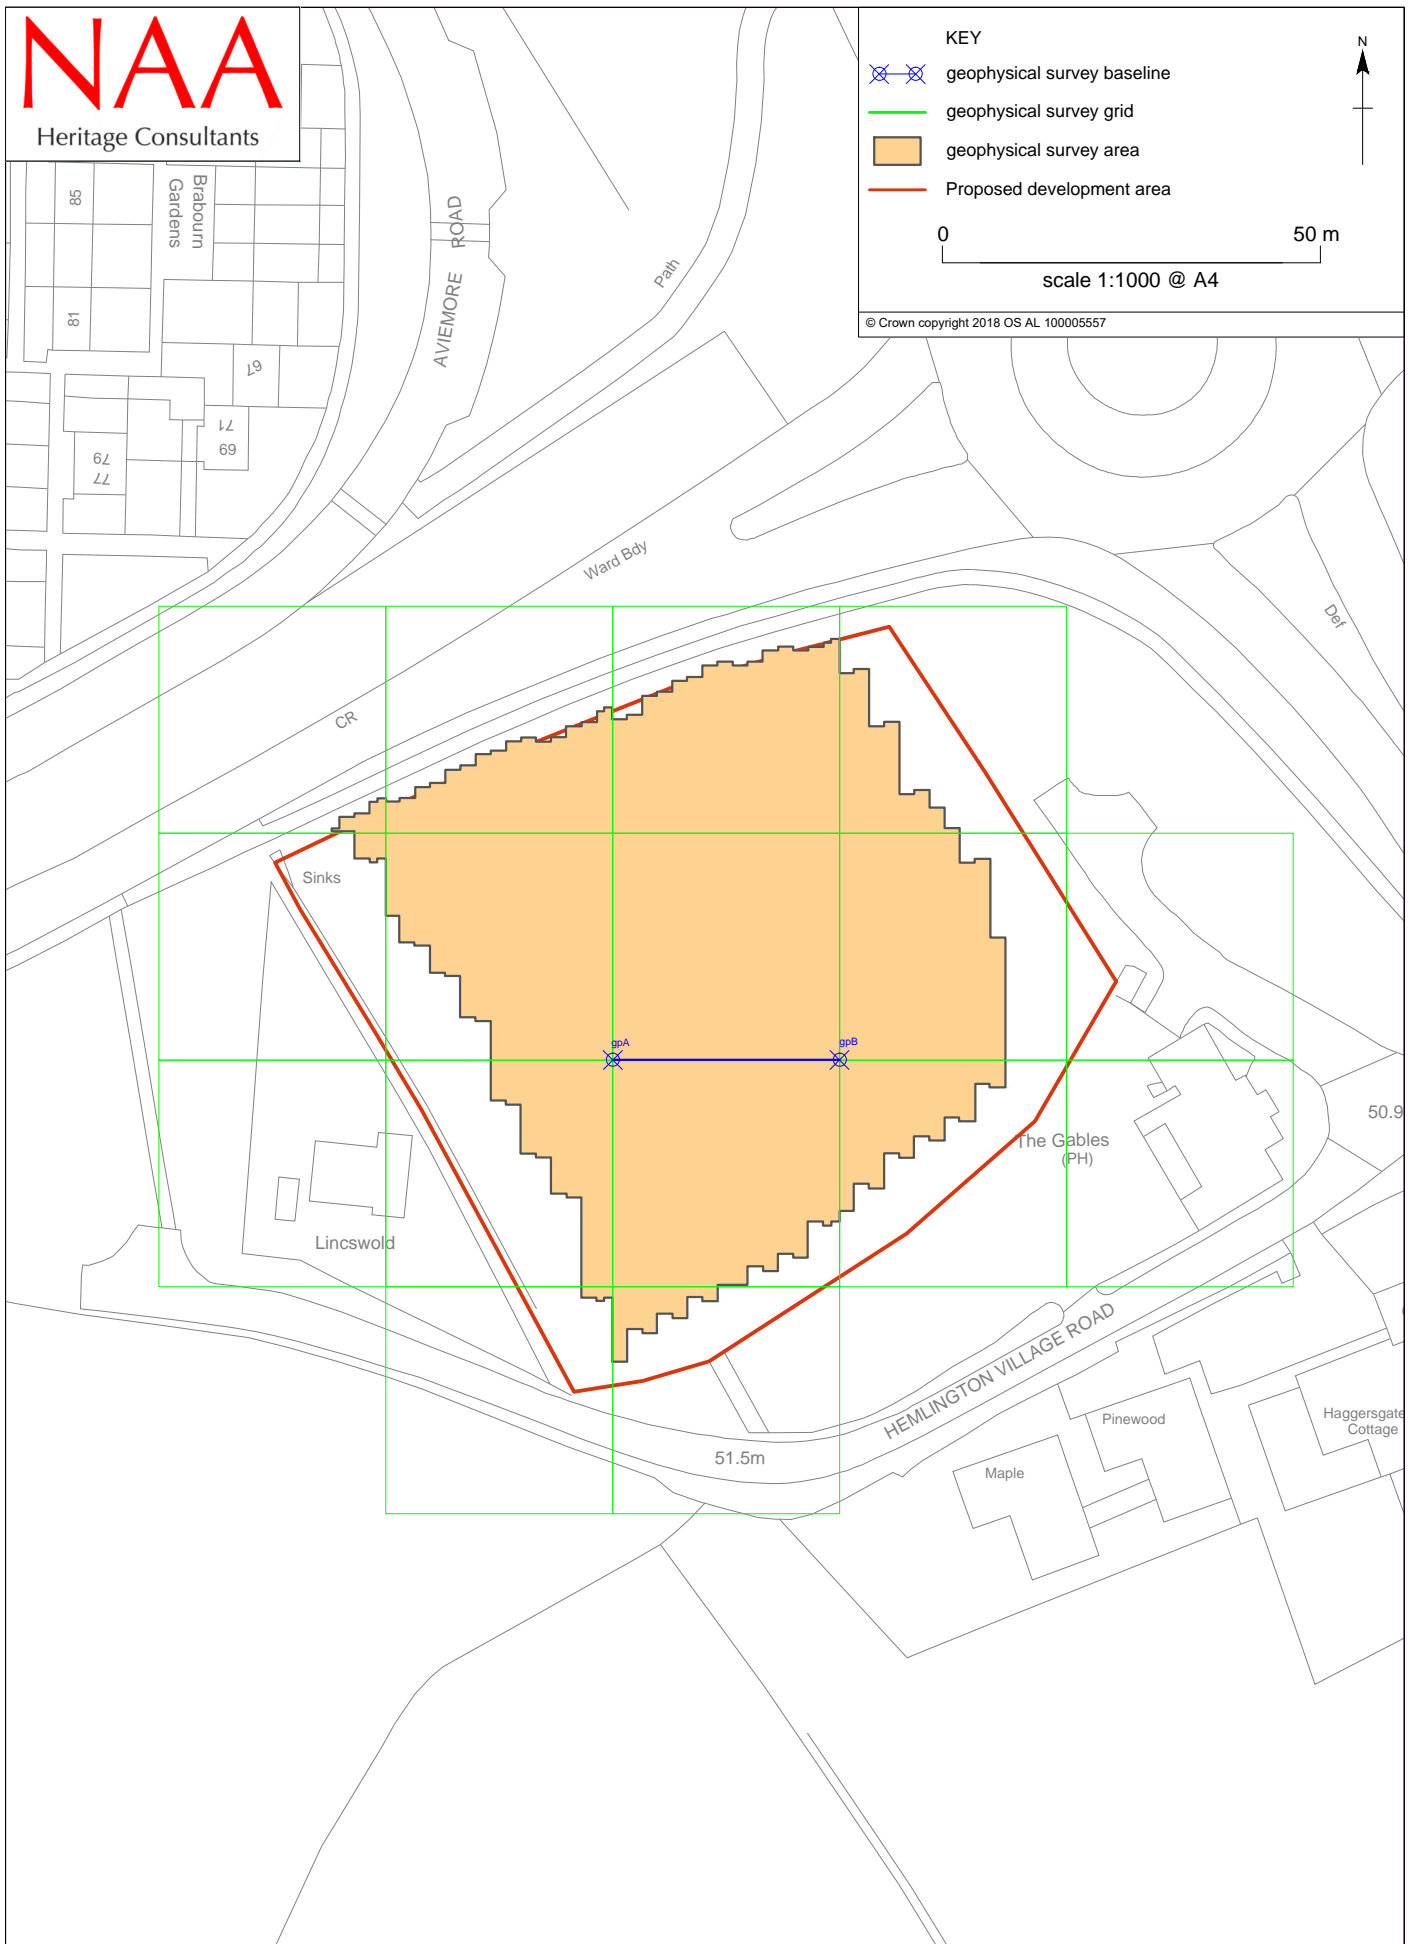 NAA
Heritage Consultants
KEY
geophysical survey baseline
geophysical survey grid
geophysical survey area
Proposed development area
N
0
50 m
scale 1:1000 @ A4
© Crown copyright 2018 OS AL 100005557
85
Brabourn
Gardens
81
67
71
69
79
77
AVIEMORE ROAD
Path
Ward Bdy
Def
CR
Sinks
gpA
gpB
Lincswold
The Gables
(PH)
50.9
HEMLINGTON VILLAGE ROAD
51.5m
Pinewood
Maple
Haggersgate
Cottage